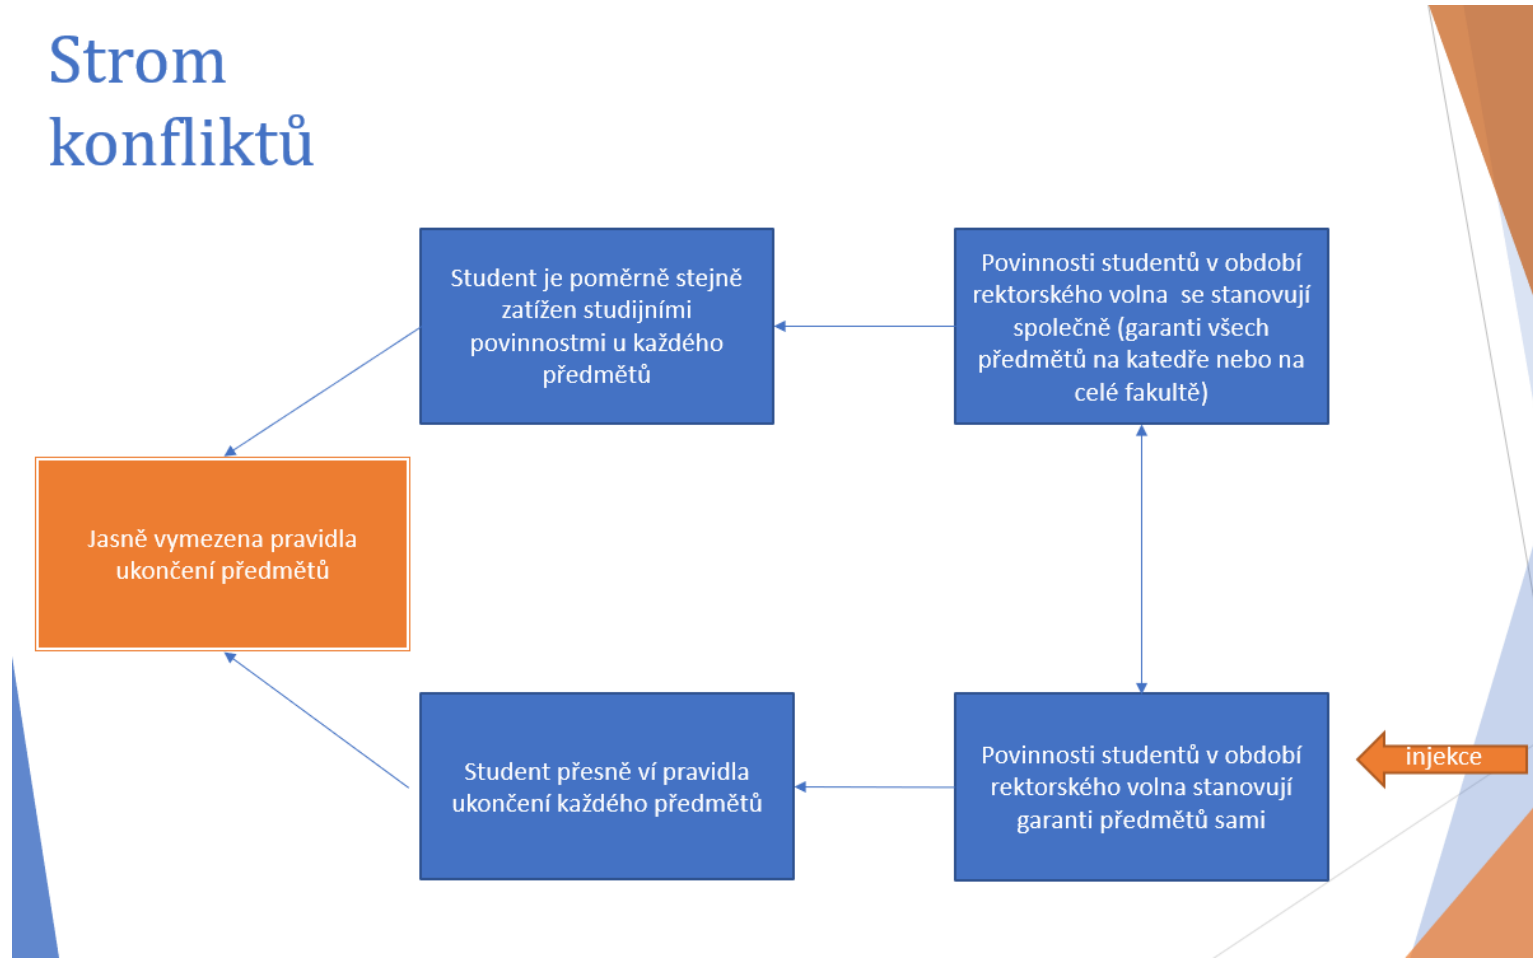 Strom
konfliktů
Student je poměrně stejně
zatížen studijními
povinnostmi u každého
předmětů
Povinnosti studentů v období
rektorského volna  se stanovují
společně (garanti všech
předmětů na katedře nebo na
celé fakultě)
Jasně vymezena pravidla
ukončení předmětů
Student přesně ví pravidla
ukončení každého předmětů
Povinnosti studentů v období
rektorského volna stanovují
garanti předmětů sami
injekce